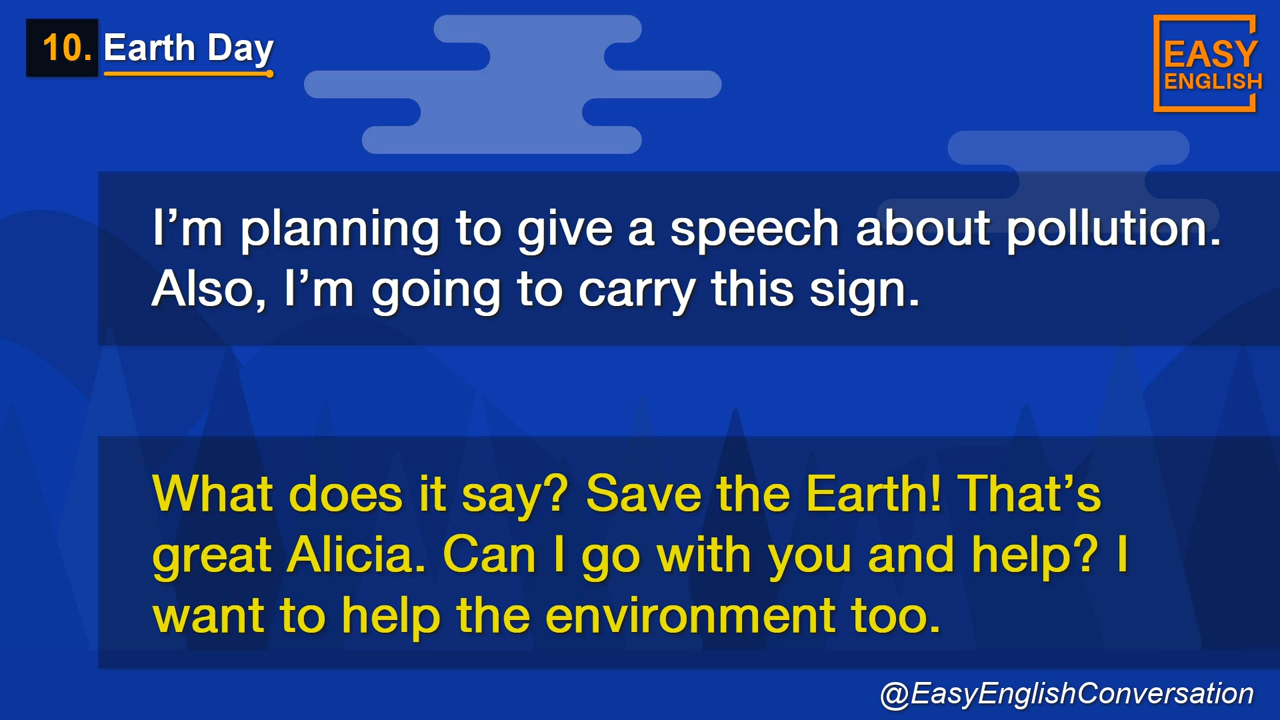 10. Earth Day
EASY
ENGLISH
I’m planning to give a speech about pollution.
Also, I’m going to carry this sign.
What does it say? Save the Earth! That’s
great Alicia. Can I go with you and help? I
want to help the environment too.
@EasyEnglishConversation